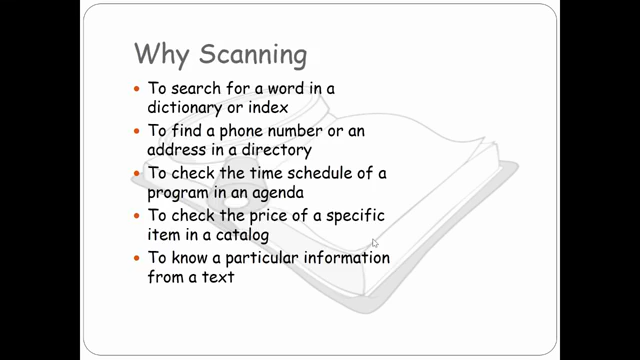 Why Scanning
• To search for a word in a
dictionary or index
• To find a phone number or an
address in a directory
• To check the time schedule of a
program in an agenda
• To check the price of a specific
item in a catalog
• To know a particular information
from a text